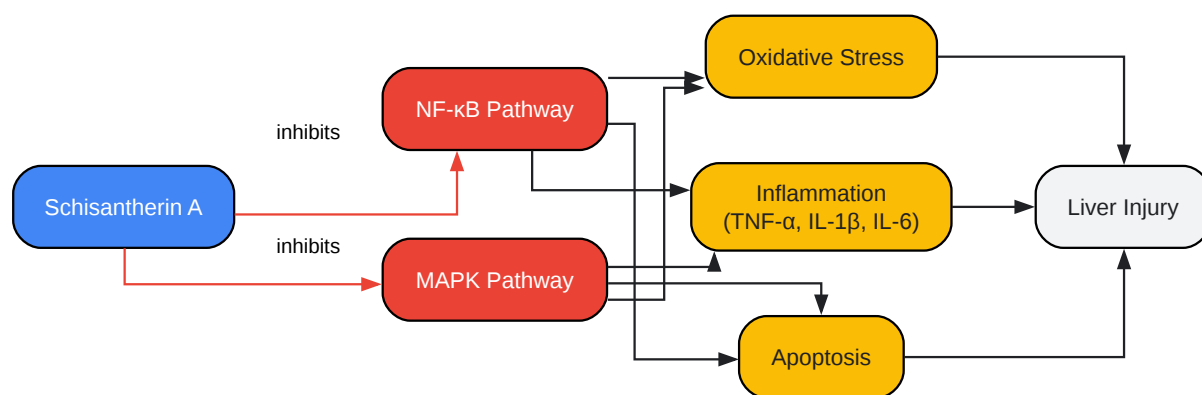 Schisantherin A
inhibits
inhibits
NF-κB Pathway
MAPK Pathway
Oxidative Stress
Inflammation
(TNF-α, IL-1β, IL-6)
Apoptosis
Liver Injury